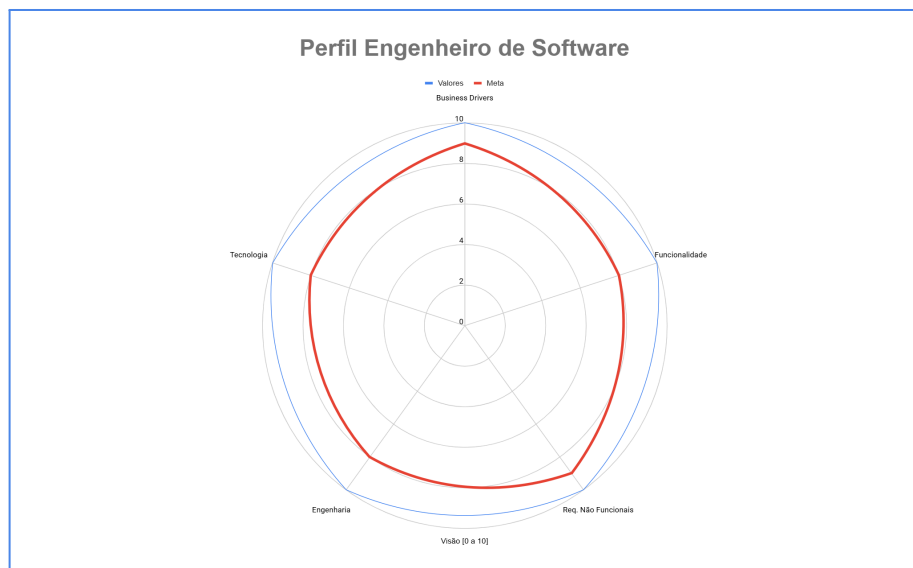 Perfil Engenheiro de Software
Valores Meta
Business Drivers
10
8
6
4
2
0
Tecnologia
Funcionalidade
Engenharia
Req. Não Funcionais
Visão [0 a 10]